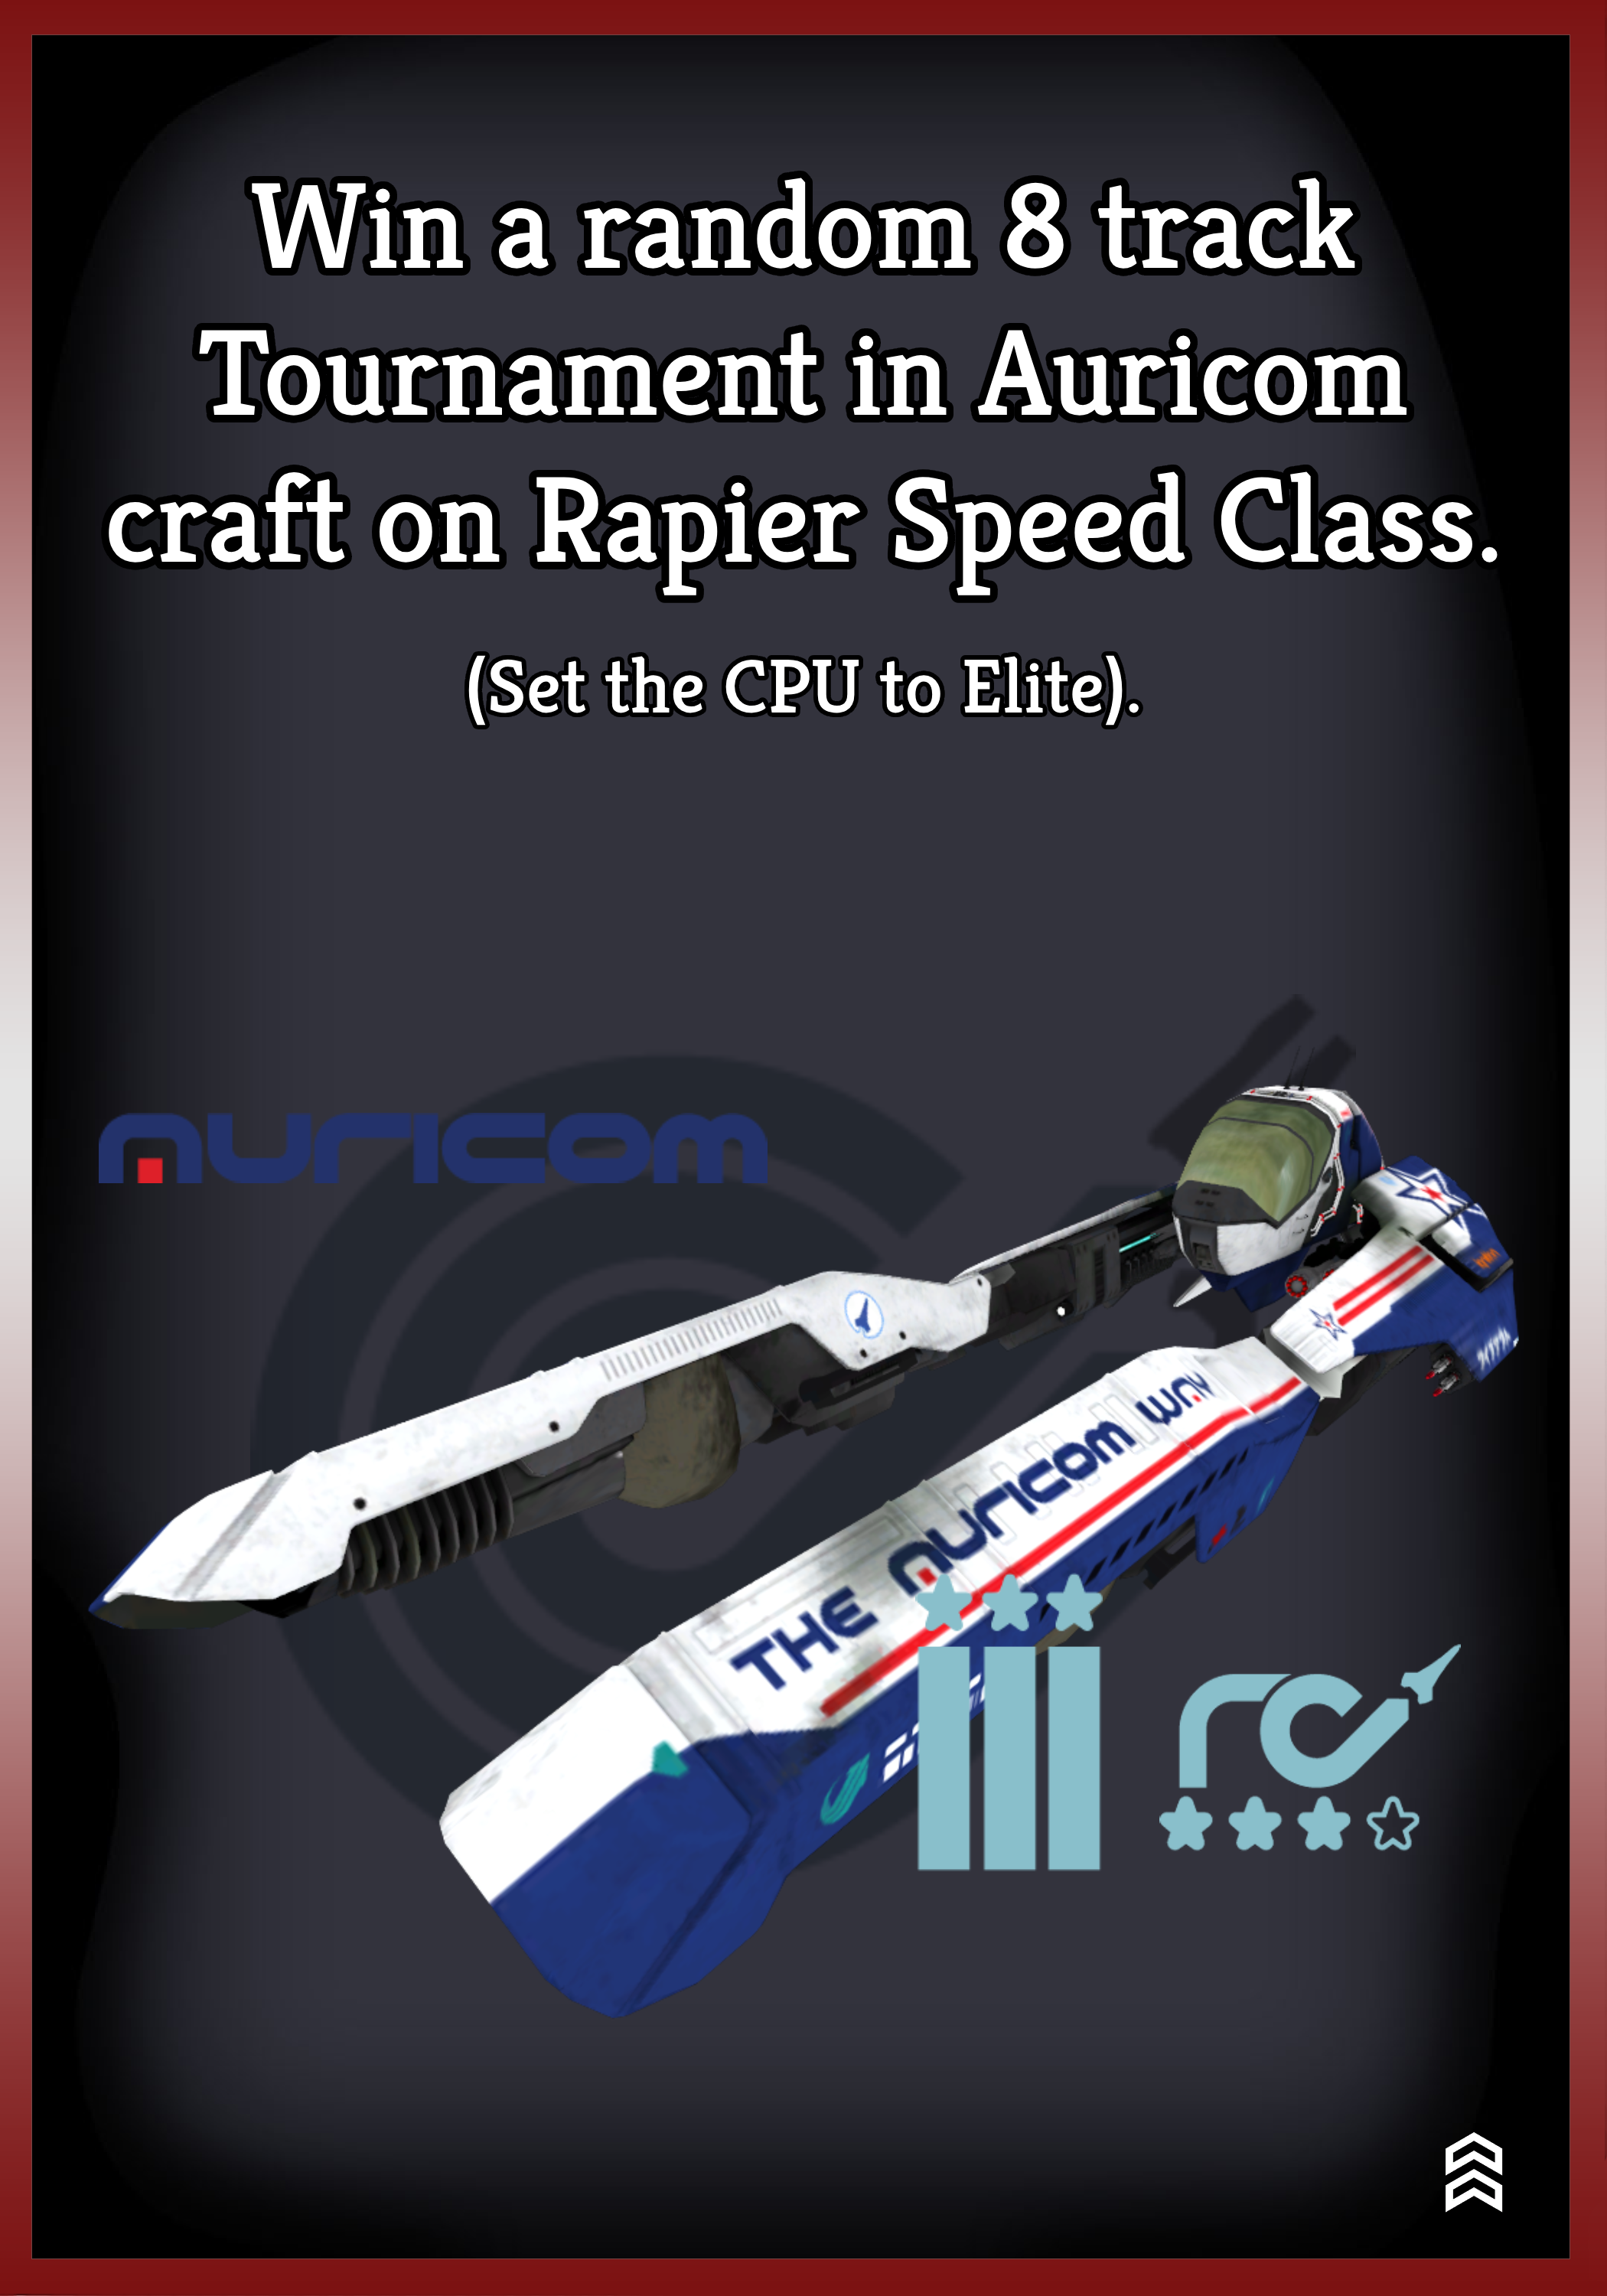 Win a random 8 track
Tournament in Auricom
craft on Rapier Speed Class.
(Set the CPU to Elite).
AURICOM
THE AURICOM WAY
rc